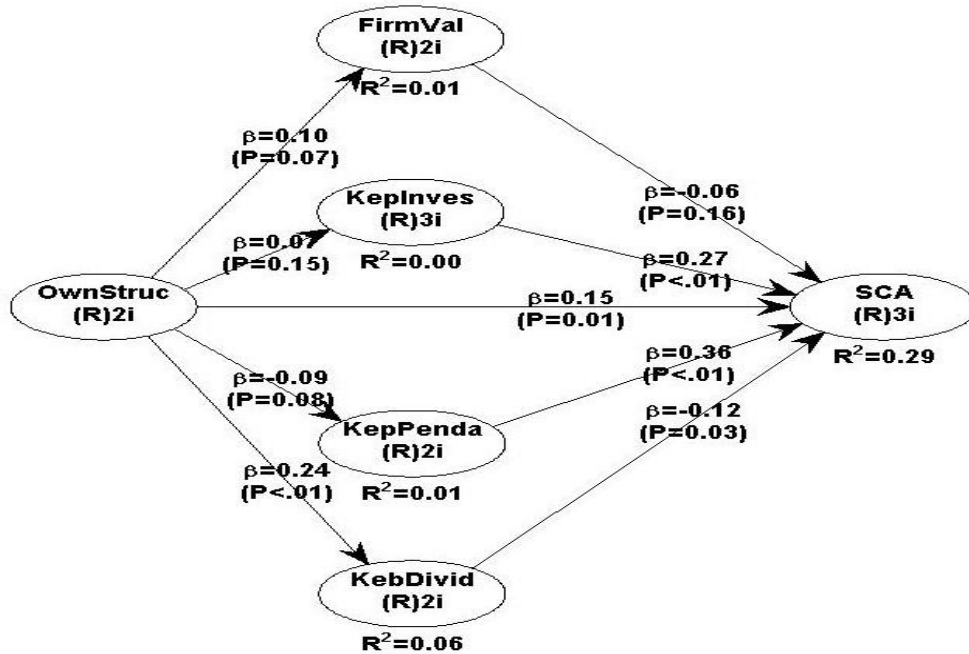 FirmVal
(R)2i
R²=0.01
β=0.10
(P=0.07)
β=-0.06
(P=0.16)
KepInves
(R)3i
R²=0.00
β=0.07
(P=0.15)
β=0.27
(P<.01)
OwnStruc
(R)2i
β=0.15
(P=0.01)
SCA
(R)3i
R²=0.29
β=-0.09
(P=0.08)
β=0.36
(P<.01)
KepPenda
(R)2i
R²=0.01
β=-0.12
(P=0.03)
β=0.24
(P<.01)
KebDivid
(R)2i
R²=0.06